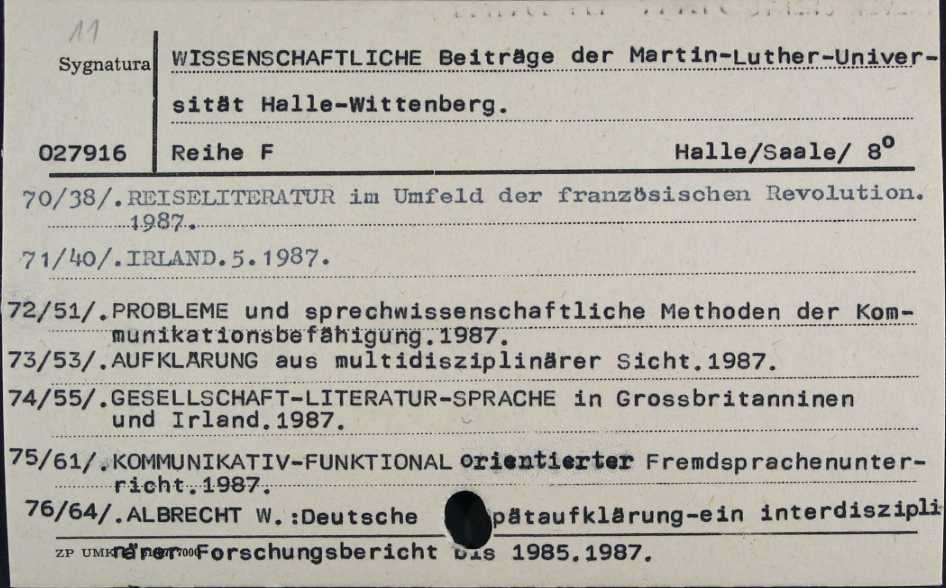 11
Sygnatura
WISSENSCHAFTLICHE Beiträge der Martin-Luther-Univer-
sität Halle-Wittenberg.
027916 Reihe F Halle/Saale/ 8º
70/38/.REISELITERATUR im Umfeld der französischen Revolution.
1987.
71/40/.IRLAND.5.1987.
72/51/.PROBLEME und sprechwissenschaftliche Methoden der Kom-
munikationsbefähigung.1987.
73/53/.AUFKLÄRUNG aus multidisziplinärer Sicht.1987.
74/55/.GESELLSCHAFT-LITERATUR-SPRACHE in Grossbritanninen
und Irland.1987.
75/61/.KOMMUNIKATIV-FUNKTIONAL orientierter Fremdsprachenunter-
richt.1987.
76/64/.ALBRECHT W.:Deutsche pätaufklärung-ein interdiszipli
ZP UMK närer Forschungsbericht bis 1985.1987.